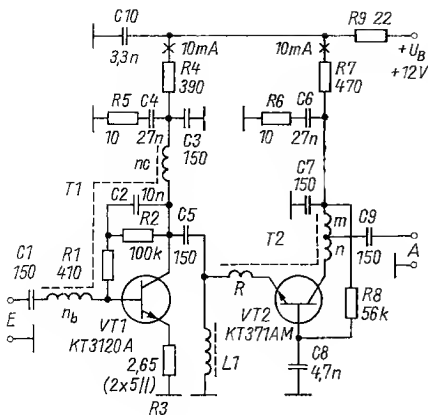 C10
3,3n
10mA
R4
390
10mA
R9 22
+U_B
+12V
R7
470
R5
C4
10
27n
C3
150
R6
C6
10
27n
nc
T1
C2
10n
R2
100k
C5
150
C7
150
m
n
C9
150
A
T2
C1
150
R1
410
E
n_b
VT1
КТ3120А
R
VT2
КТ371АМ
R8
56k
2,65
(2x5||)
R3
L1
C8
4,7n